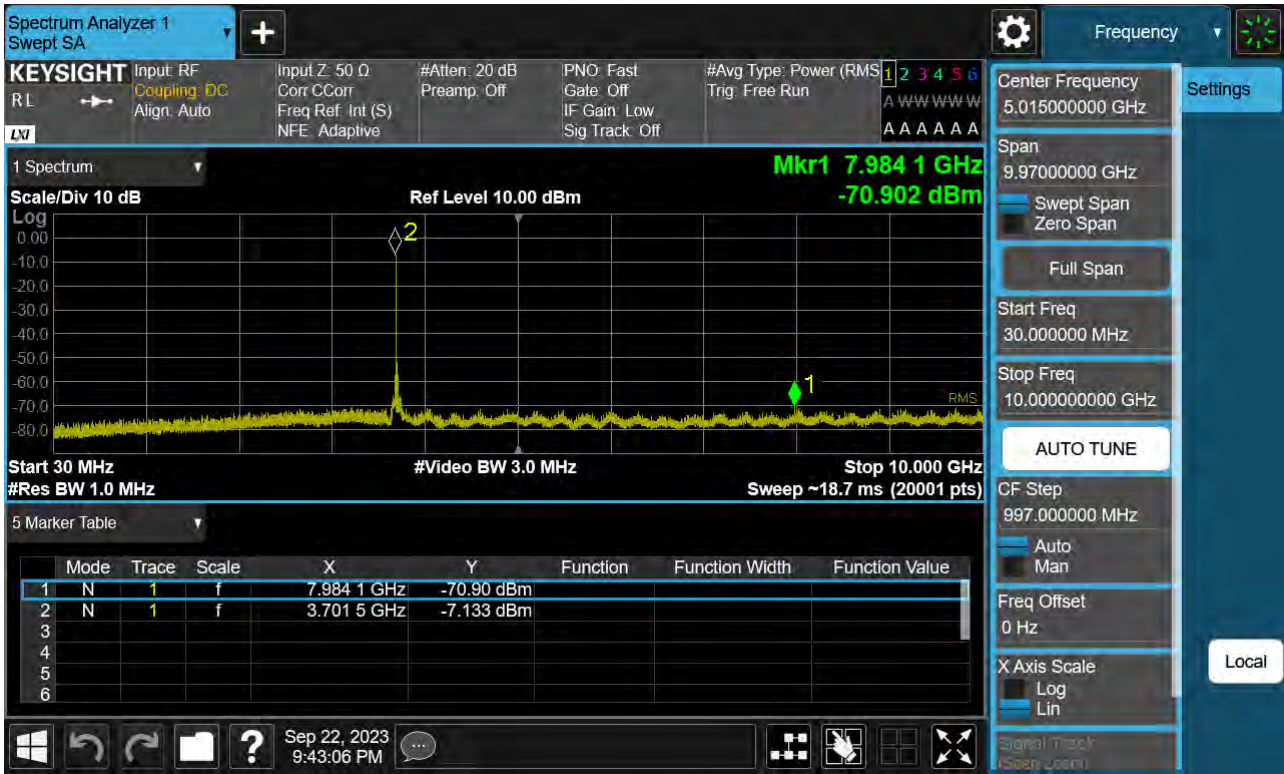 Spectrum Analyzer 1
Swept SA
Frequency
KEYSIGHT
RL
LXI
Input: RF
Coupling: DC
Align: Auto
Input Z: 50 Ω
Corr CCorr
Freq Ref: Int (S)
NFE: Adaptive
#Atten: 20 dB
Preamp: Off
PNO: Fast
Gate: Off
IF Gain: Low
Sig Track: Off
#Avg Type: Power (RMS
Trig: Free Run
1 2 3 4 5 6
A W W W W W
A A A A A A
1 Spectrum
Mkr1 7.984 1 GHz
Scale/Div 10 dB
Ref Level 10.00 dBm
-70.902 dBm
Log
0.00
-10.0
-20.0
-30.0
-40.0
-50.0
-60.0
-70.0
-80.0
2
1
RMS
Start 30 MHz
#Video BW 3.0 MHz
Stop 10.000 GHz
#Res BW 1.0 MHz
Sweep ~18.7 ms (20001 pts)
5 Marker Table
Mode Trace Scale X Y Function Function Width Function Value
1 N 1 f 7.984 1 GHz -70.90 dBm
2 N 1 f 3.701 5 GHz -7.133 dBm
3
4
5
6
Sep 22, 2023
9:43:06 PM
Center Frequency
5.015000000 GHz
Span
9.97000000 GHz
Swept Span
Zero Span
Full Span
Start Freq
30.000000 MHz
Stop Freq
10.000000000 GHz
AUTO TUNE
CF Step
997.000000 MHz
Auto
Man
Freq Offset
0 Hz
X Axis Scale
Log
Lin
Signal Track
(Span Zoom)
Settings
Local